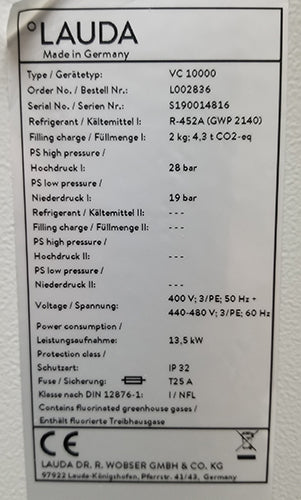 °LAUDA
Made in Germany
Type / Gerätetyp: VC 10000
Order No. / Bestell Nr.: L002836
Serial No. / Serien Nr.: S190014816
Refrigerant / Kältemittel I: R-452A (GWP 2140)
Filling charge / Füllmenge I: 2 kg; 4,3 t CO2-eq
PS high pressure /
Hochdruck I: 28 bar
PS low pressure /
Niederdruck I: 19 bar
Refrigerant / Kältemittel II: ---
Filling charge / Füllmenge II: ---
PS high pressure /
Hochdruck II: ---
PS low pressure /
Niederdruck II: ---
Voltage / Spannung: 400 V; 3/PE; 50 Hz +
440-480 V; 3/PE; 60 Hz
Power consumption /
Leistungsaufnahme: 13,5 kW
Protection class /
Schutzart: IP 32
Fuse / Sicherung: T25 A
Klasse nach DIN 12876-1: I / NFL
Contains fluorinated greenhouse gases /
Enthält fluorierte Treibhausgase
CE
LAUDA DR. R. WOBSER GMBH & CO. KG
97922 Lauda-Königshofen, Pfarrstr. 41/43, Germany